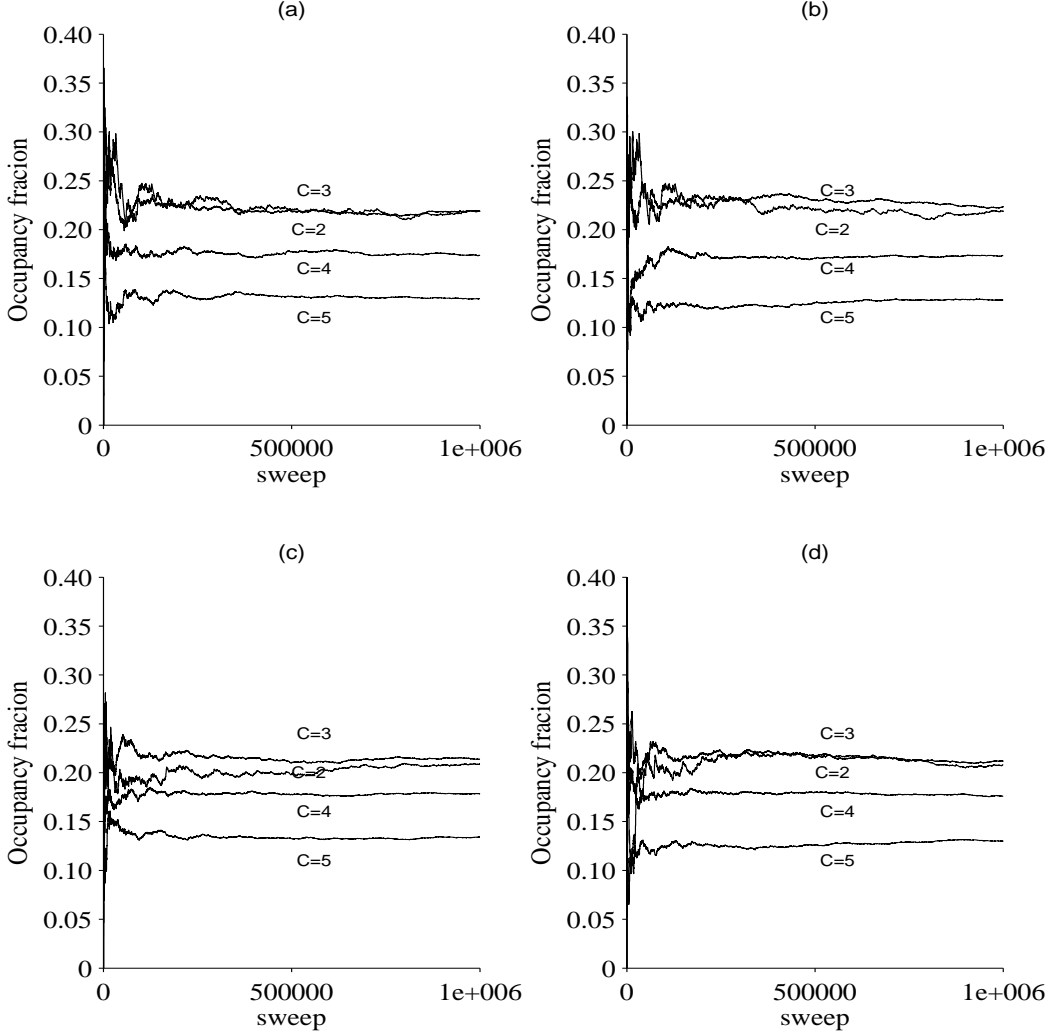 (a)
0.40
0.35
0.30
0.25
0.20
0.15
0.10
0.05
0
Occupancy fracion
C=3
C=2
C=4
C=5
0 500000 1e+006
sweep
(b)
0.40
0.35
0.30
0.25
0.20
0.15
0.10
0.05
0
Occupancy fracion
C=3
C=2
C=4
C=5
0 500000 1e+006
sweep
(c)
0.40
0.35
0.30
0.25
0.20
0.15
0.10
0.05
0
Occupancy fracion
C=3
C=2
C=4
C=5
0 500000 1e+006
sweep
(d)
0.40
0.35
0.30
0.25
0.20
0.15
0.10
0.05
0
Occupancy fracion
C=3
C=2
C=4
C=5
0 500000 1e+006
sweep